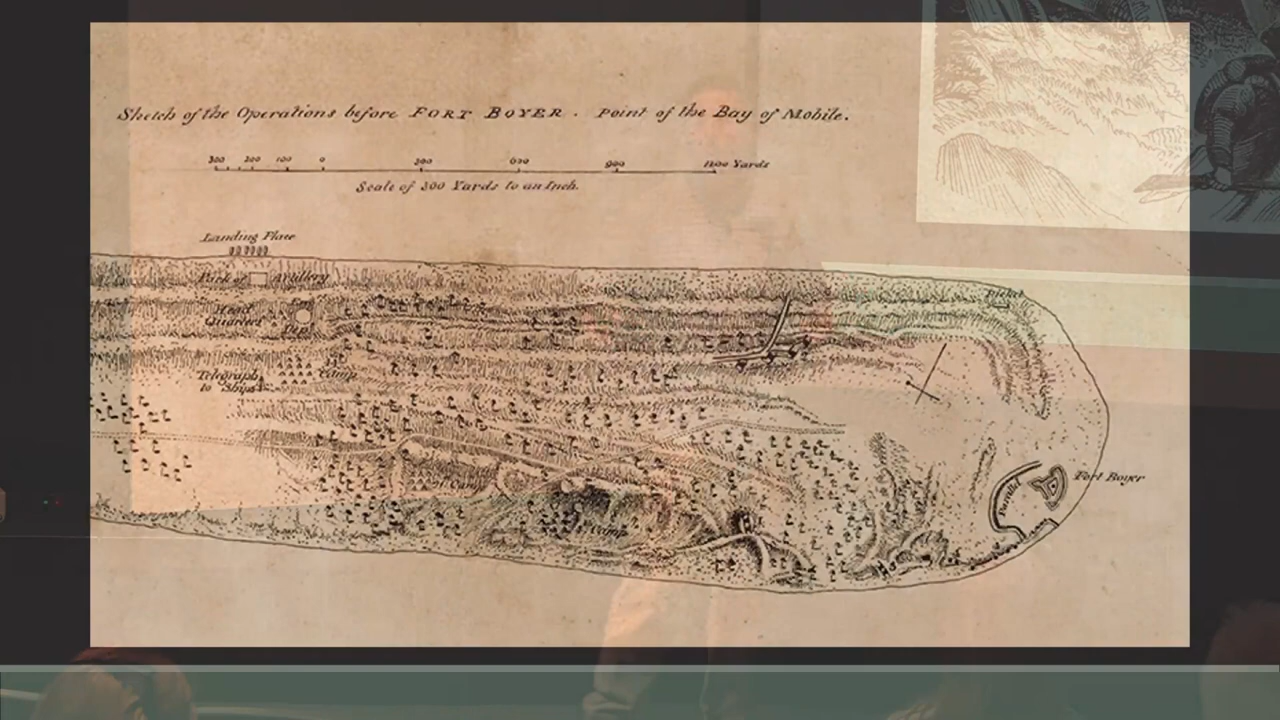 Sketch of the Operations before FORT BOYER. Point of the Bay of Mobile.
300 200 100 0 300 600 900 1200 Yards
Scale of 300 Yards to an Inch.
Landing Place
Park of Artillery
Head
Quarters
Telegraph
to Ships
Camp
Parallel
Fort Boyer